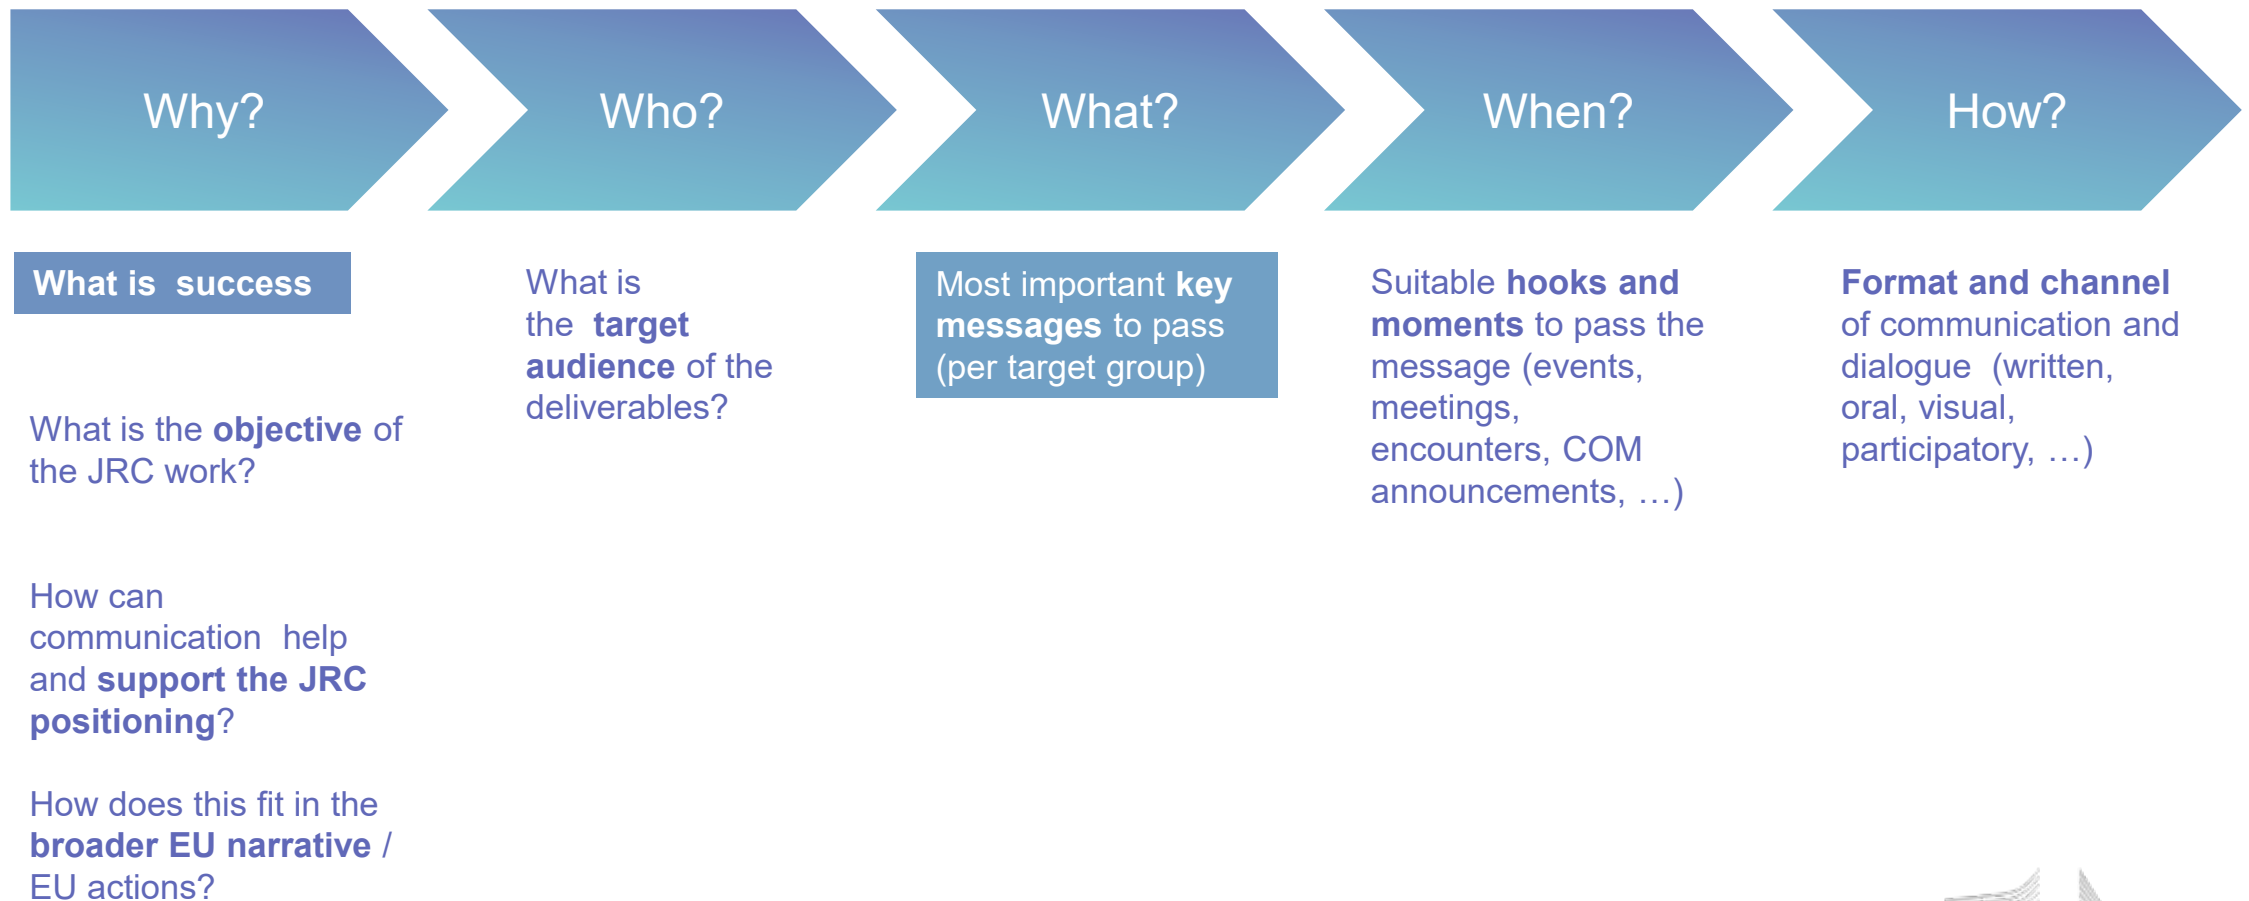 Why?
Who?
What?
When?
How?
What is  success
What is the objective of
the JRC work?
How can
communication  help
and support the JRC
positioning?
How does this fit in the
broader EU narrative /
EU actions?
What is
the  target
audience of the
deliverables?
Most important key
messages to pass
(per target group)
Suitable hooks and
moments to pass the
message (events,
meetings,
encounters, COM
announcements, …)
Format and channel
of communication and
dialogue  (written,
oral, visual,
participatory, …)